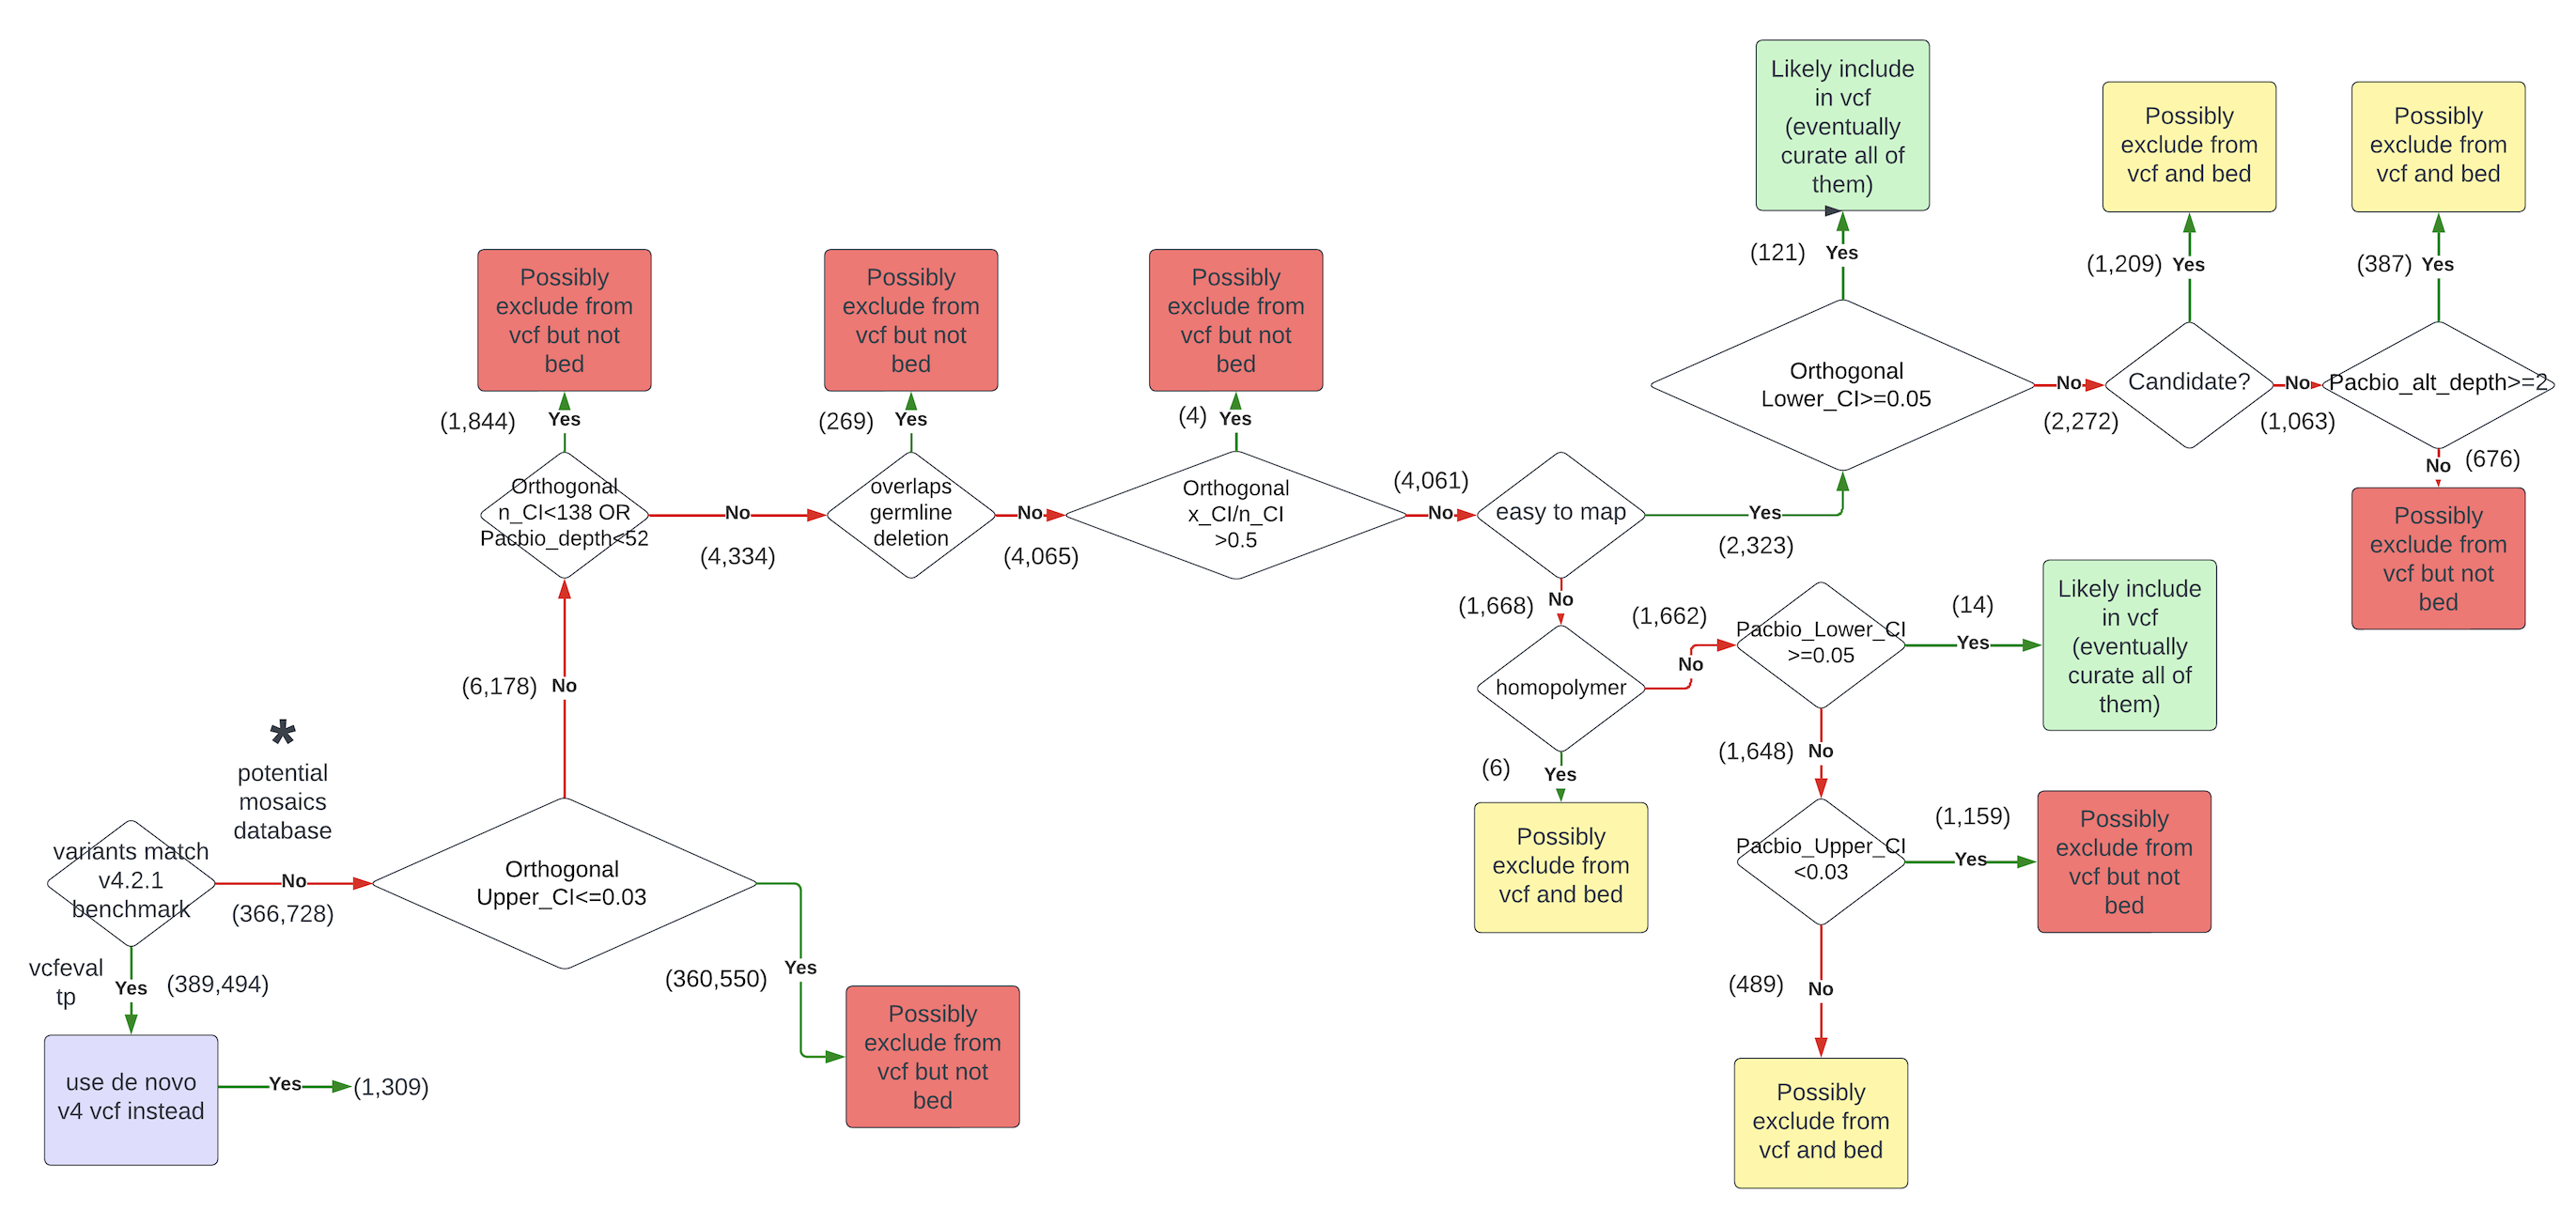 Likely include
in vcf
(eventually
curate all of
them)
Possibly
exclude from
vcf and bed
Possibly
exclude from
vcf and bed
(121)
Yes
(1,209)
Yes
(387)
Yes
Possibly
exclude from
vcf but not
bed
Possibly
exclude from
vcf but not
bed
Possibly
exclude from
vcf but not
bed
Orthogonal
Lower_CI>=0.05
No
(2,272)
Candidate?
No
(1,063)
Pacbio_alt_depth>=2
No
(676)
Possibly
exclude from
vcf but not
bed
(1,844)
Yes
(269)
Yes
(4)
Yes
Orthogonal
n_CI<138 OR
Pacbio_depth<52
No
(4,334)
overlaps
germline
deletion
No
(4,065)
Orthogonal
x_CI/n_CI
>0.5
(4,061)
No
easy to map
Yes
(2,323)
(1,668)
No
homopolymer
(1,662)
No
Pacbio_Lower_CI
>=0.05
(14)
Yes
Likely include
in vcf
(eventually
curate all of
them)
(6)
Yes
Possibly
exclude from
vcf and bed
(1,648)
No
Pacbio_Upper_CI
<0.03
(1,159)
Yes
Possibly
exclude from
vcf but not
bed
(489)
No
Possibly
exclude from
vcf and bed
(6,178)
No
*
potential
mosaics
database
variants match
v4.2.1
benchmark
No
(366,728)
Orthogonal
Upper_CI<=0.03
(360,550)
Yes
Possibly
exclude from
vcf but not
bed
vcfeval
tp
Yes
(389,494)
use de novo
v4 vcf instead
Yes
(1,309)